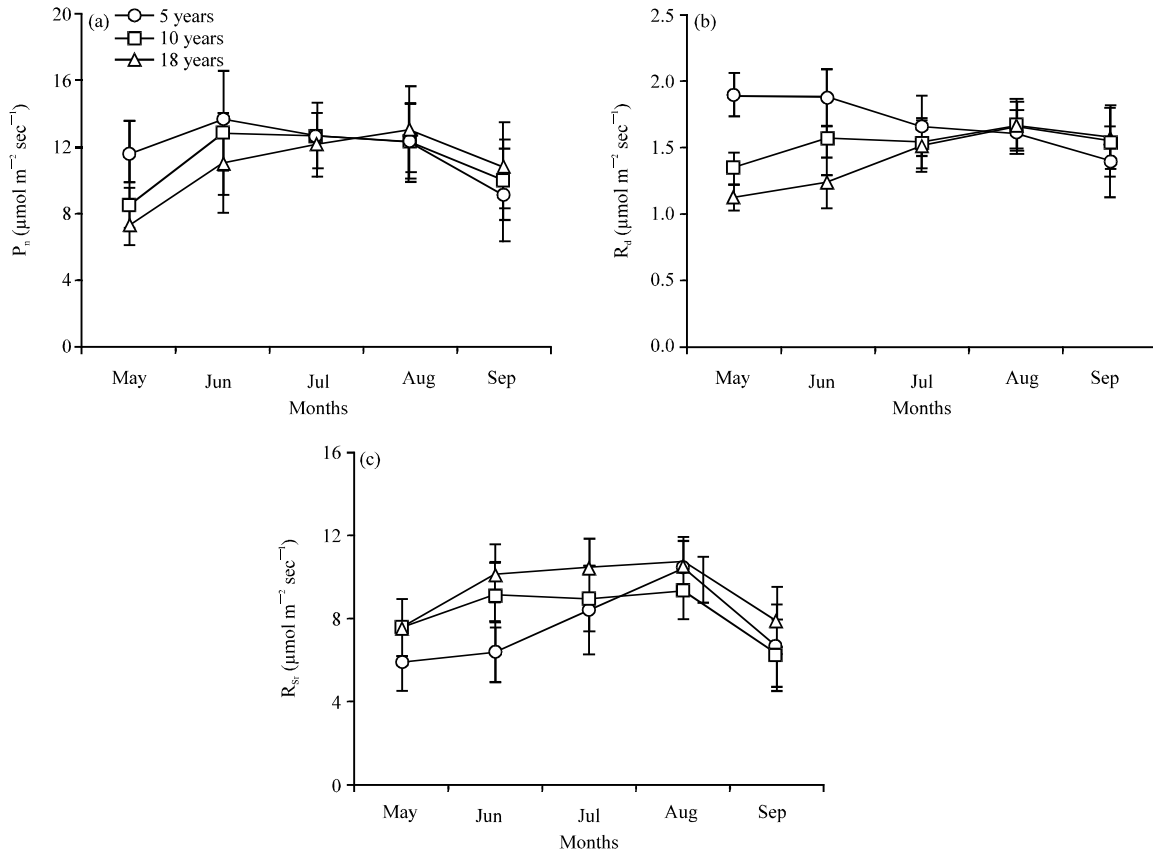 (a)
5 years
10 years
18 years
20
16
12
8
4
0
Pₙ (µmol m⁻² sec⁻¹)
May Jun Jul Aug Sep
Months
(b)
2.5
2.0
1.5
1.0
0.5
0.0
R_d (µmol m⁻² sec⁻¹)
May Jun Jul Aug Sep
Months
(c)
16
12
8
4
0
R_Sr (µmol m⁻² sec⁻¹)
May Jun Jul Aug Sep
Months